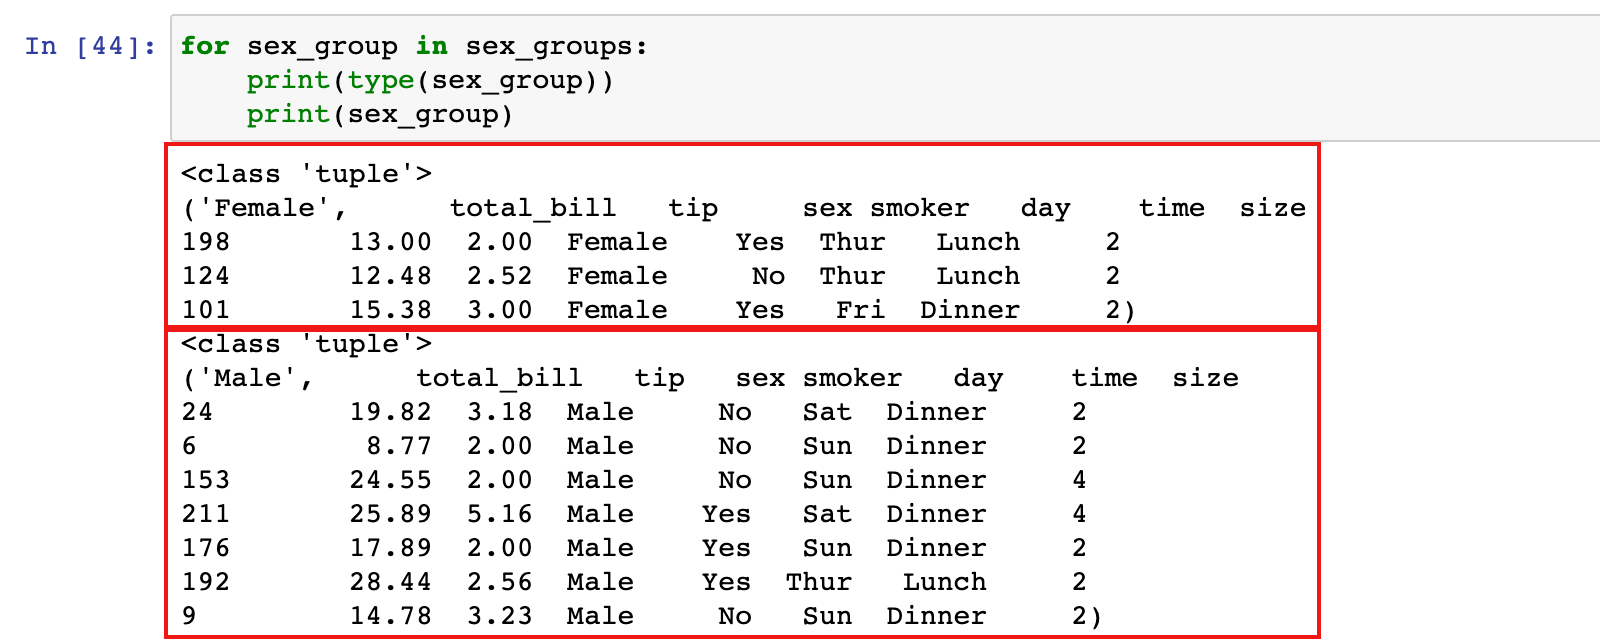 In [44]: for sex_group in sex_groups:
    print(type(sex_group))
    print(sex_group)
<class 'tuple'>
('Female',      total_bill   tip     sex smoker   day    time  size
198       13.00  2.00  Female    Yes  Thur   Lunch     2
124       12.48  2.52  Female     No  Thur   Lunch     2
101       15.38  3.00  Female    Yes   Fri  Dinner     2)
<class 'tuple'>
('Male',      total_bill   tip   sex smoker   day    time  size
24        19.82  3.18  Male     No   Sat  Dinner     2
6          8.77  2.00  Male     No   Sun  Dinner     2
153       24.55  2.00  Male     No   Sun  Dinner     4
211       25.89  5.16  Male    Yes   Sat  Dinner     4
176       17.89  2.00  Male    Yes   Sun  Dinner     2
192       28.44  2.56  Male    Yes  Thur   Lunch     2
9         14.78  3.23  Male     No   Sun  Dinner     2)